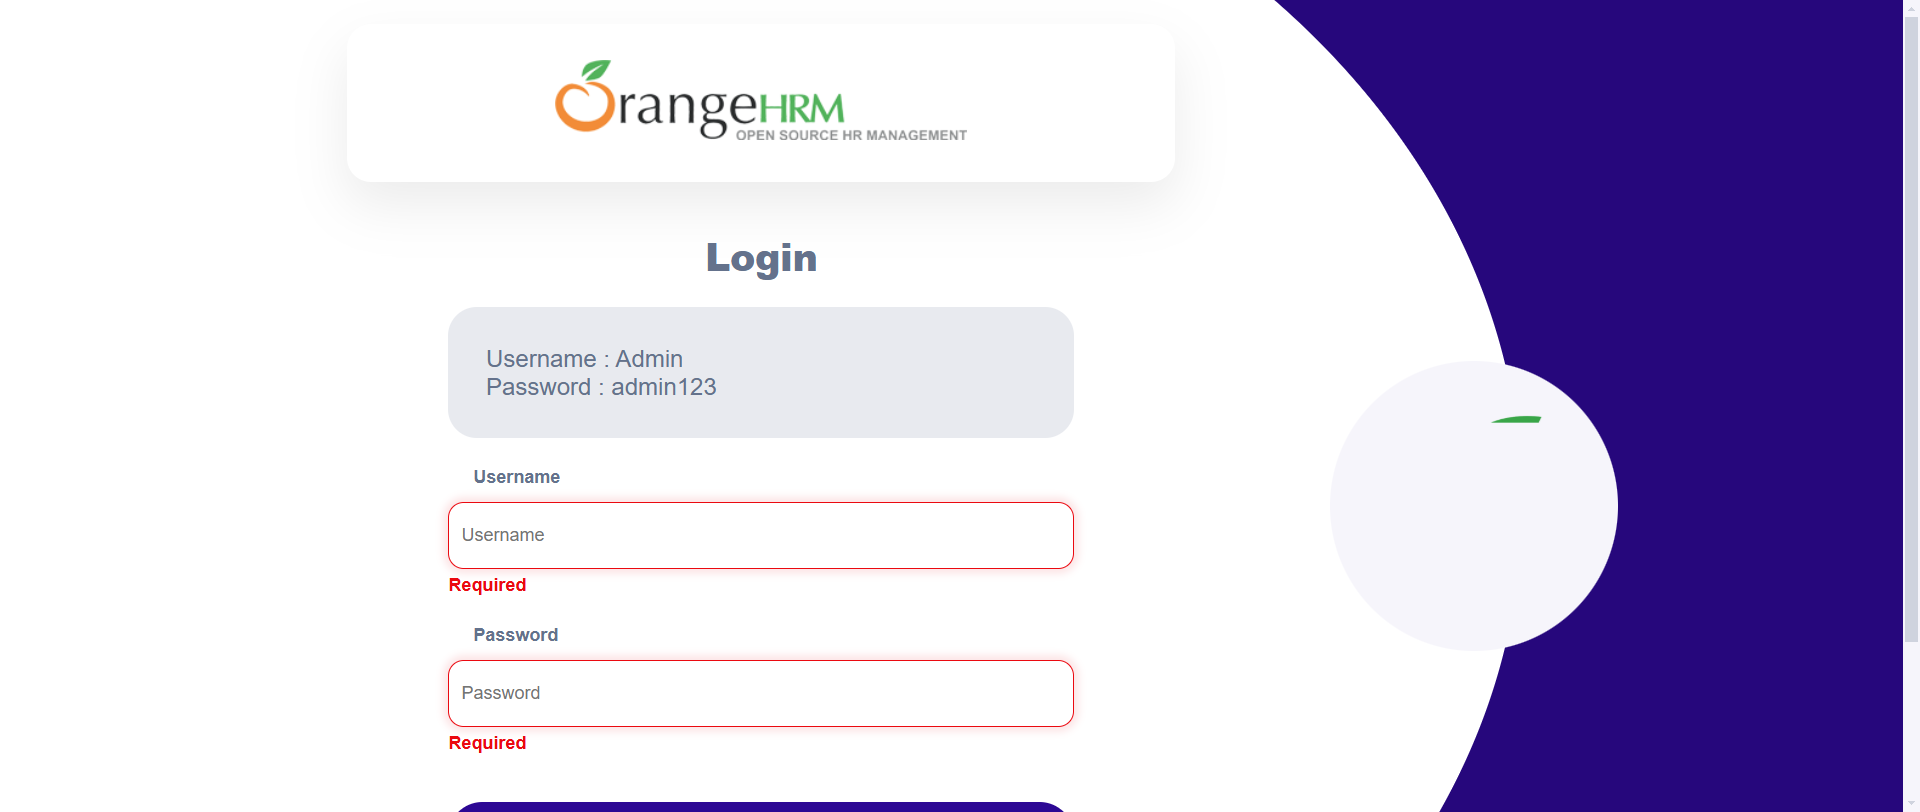 OrangeHRM
OPEN SOURCE HR MANAGEMENT
Login
Username : Admin
Password : admin123
Username
Username
Required
Password
Password
Required